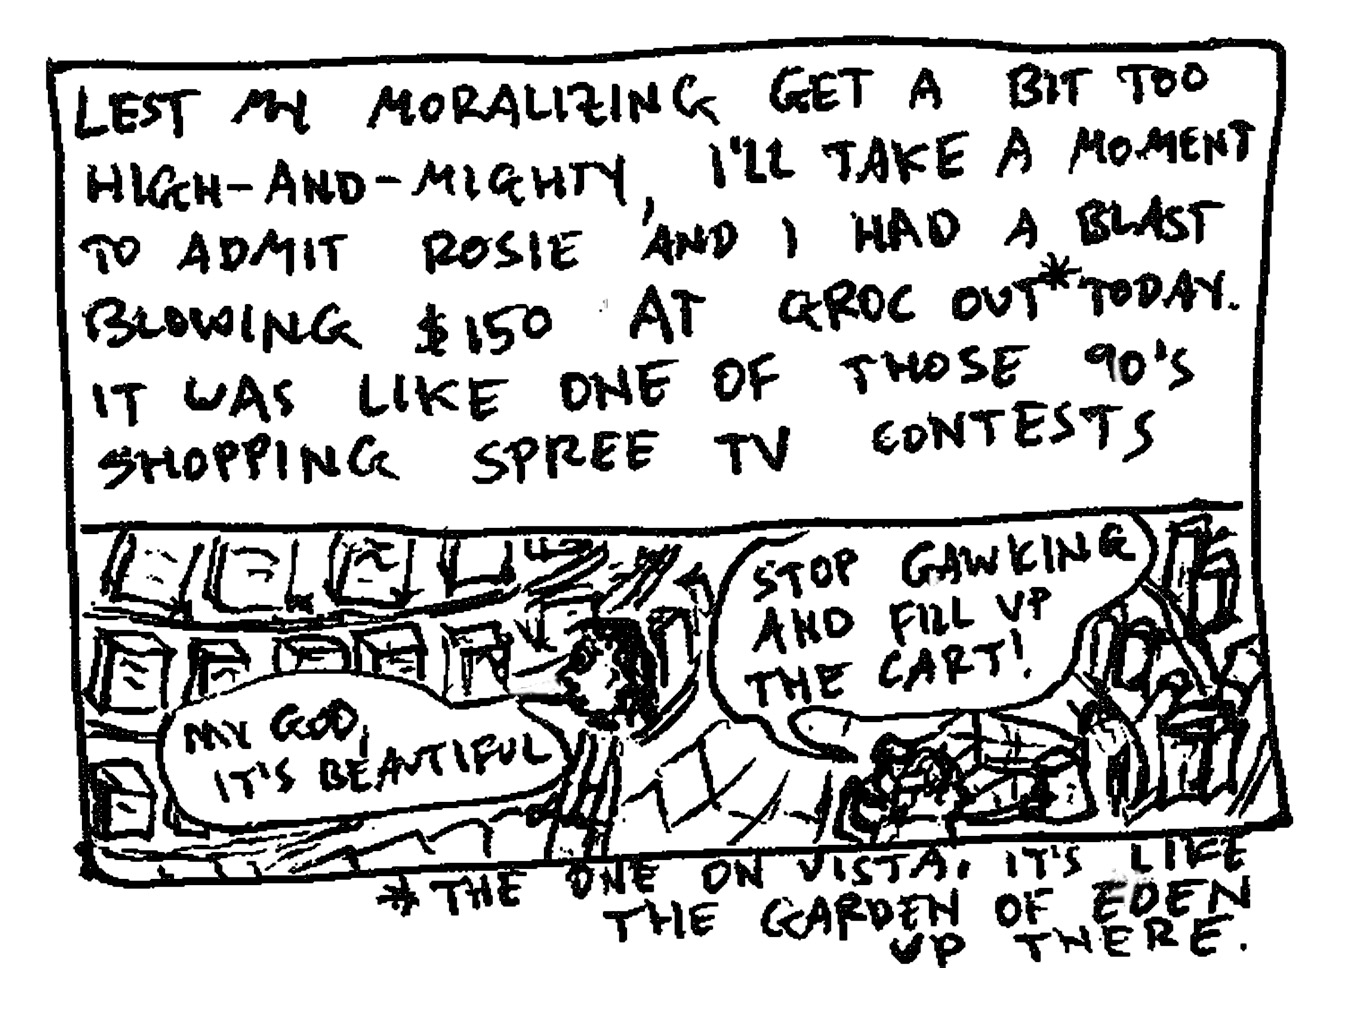 LEST MY MORALIZING GET A BIT TOO
HIGH-AND-MIGHTY, I'LL TAKE A MOMENT
TO ADMIT ROSIE AND I HAD A BLAST
BLOWING $150 AT GROC OUT* TODAY.
IT WAS LIKE ONE OF THOSE 90'S
SHOPPING SPREE TV CONTESTS
STOP GAWKING
AND FILL UP
THE CART!
MY GOD,
IT'S BEAUTIFUL
* THE ONE ON VISTA. IT'S LIKE
THE GARDEN OF EDEN
UP THERE.